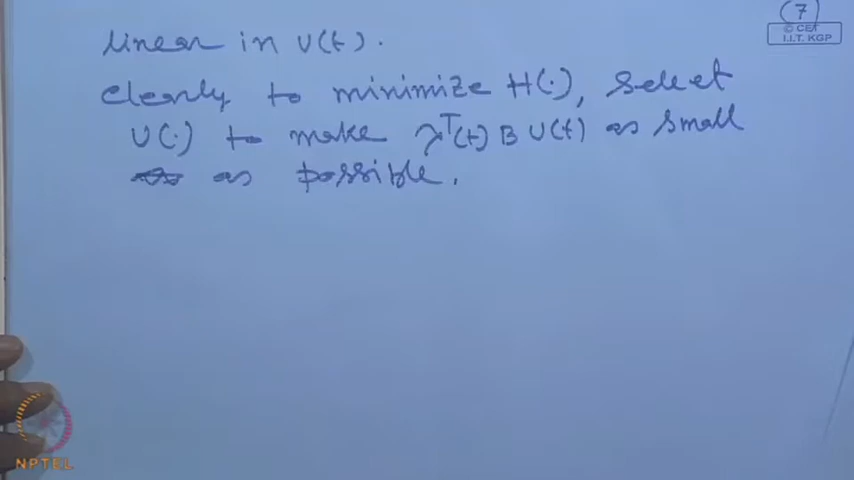 7
© CET
I.I.T. KGP
linear in U(t).
clearly to minimize H(·), select
U(·) to make λᵀ(t) B U(t) as small
as possible.
NPTEL